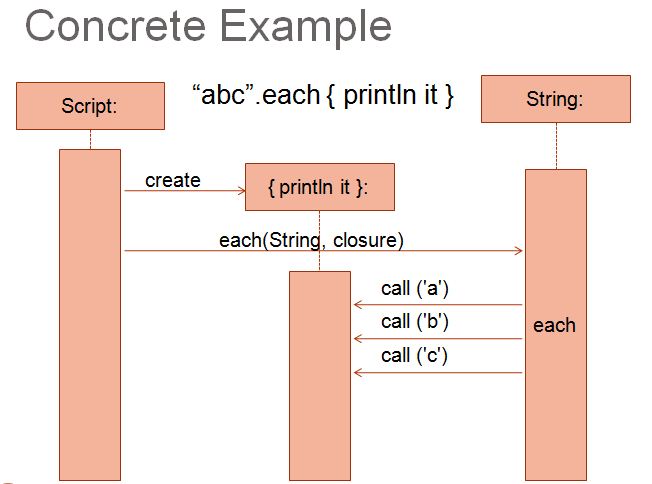 Concrete Example
Script:
“abc”.each { println it }
String:
create
{ println it }:
each(String, closure)
call ('a')
call ('b')
each
call ('c')